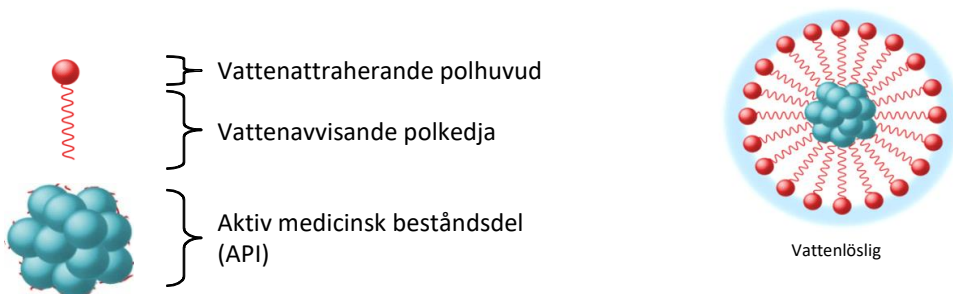 Vattenattraherande polhuvud
Vattenavvisande polkedja
Aktiv medicinsk beståndsdel
(API)
Vattenlöslig